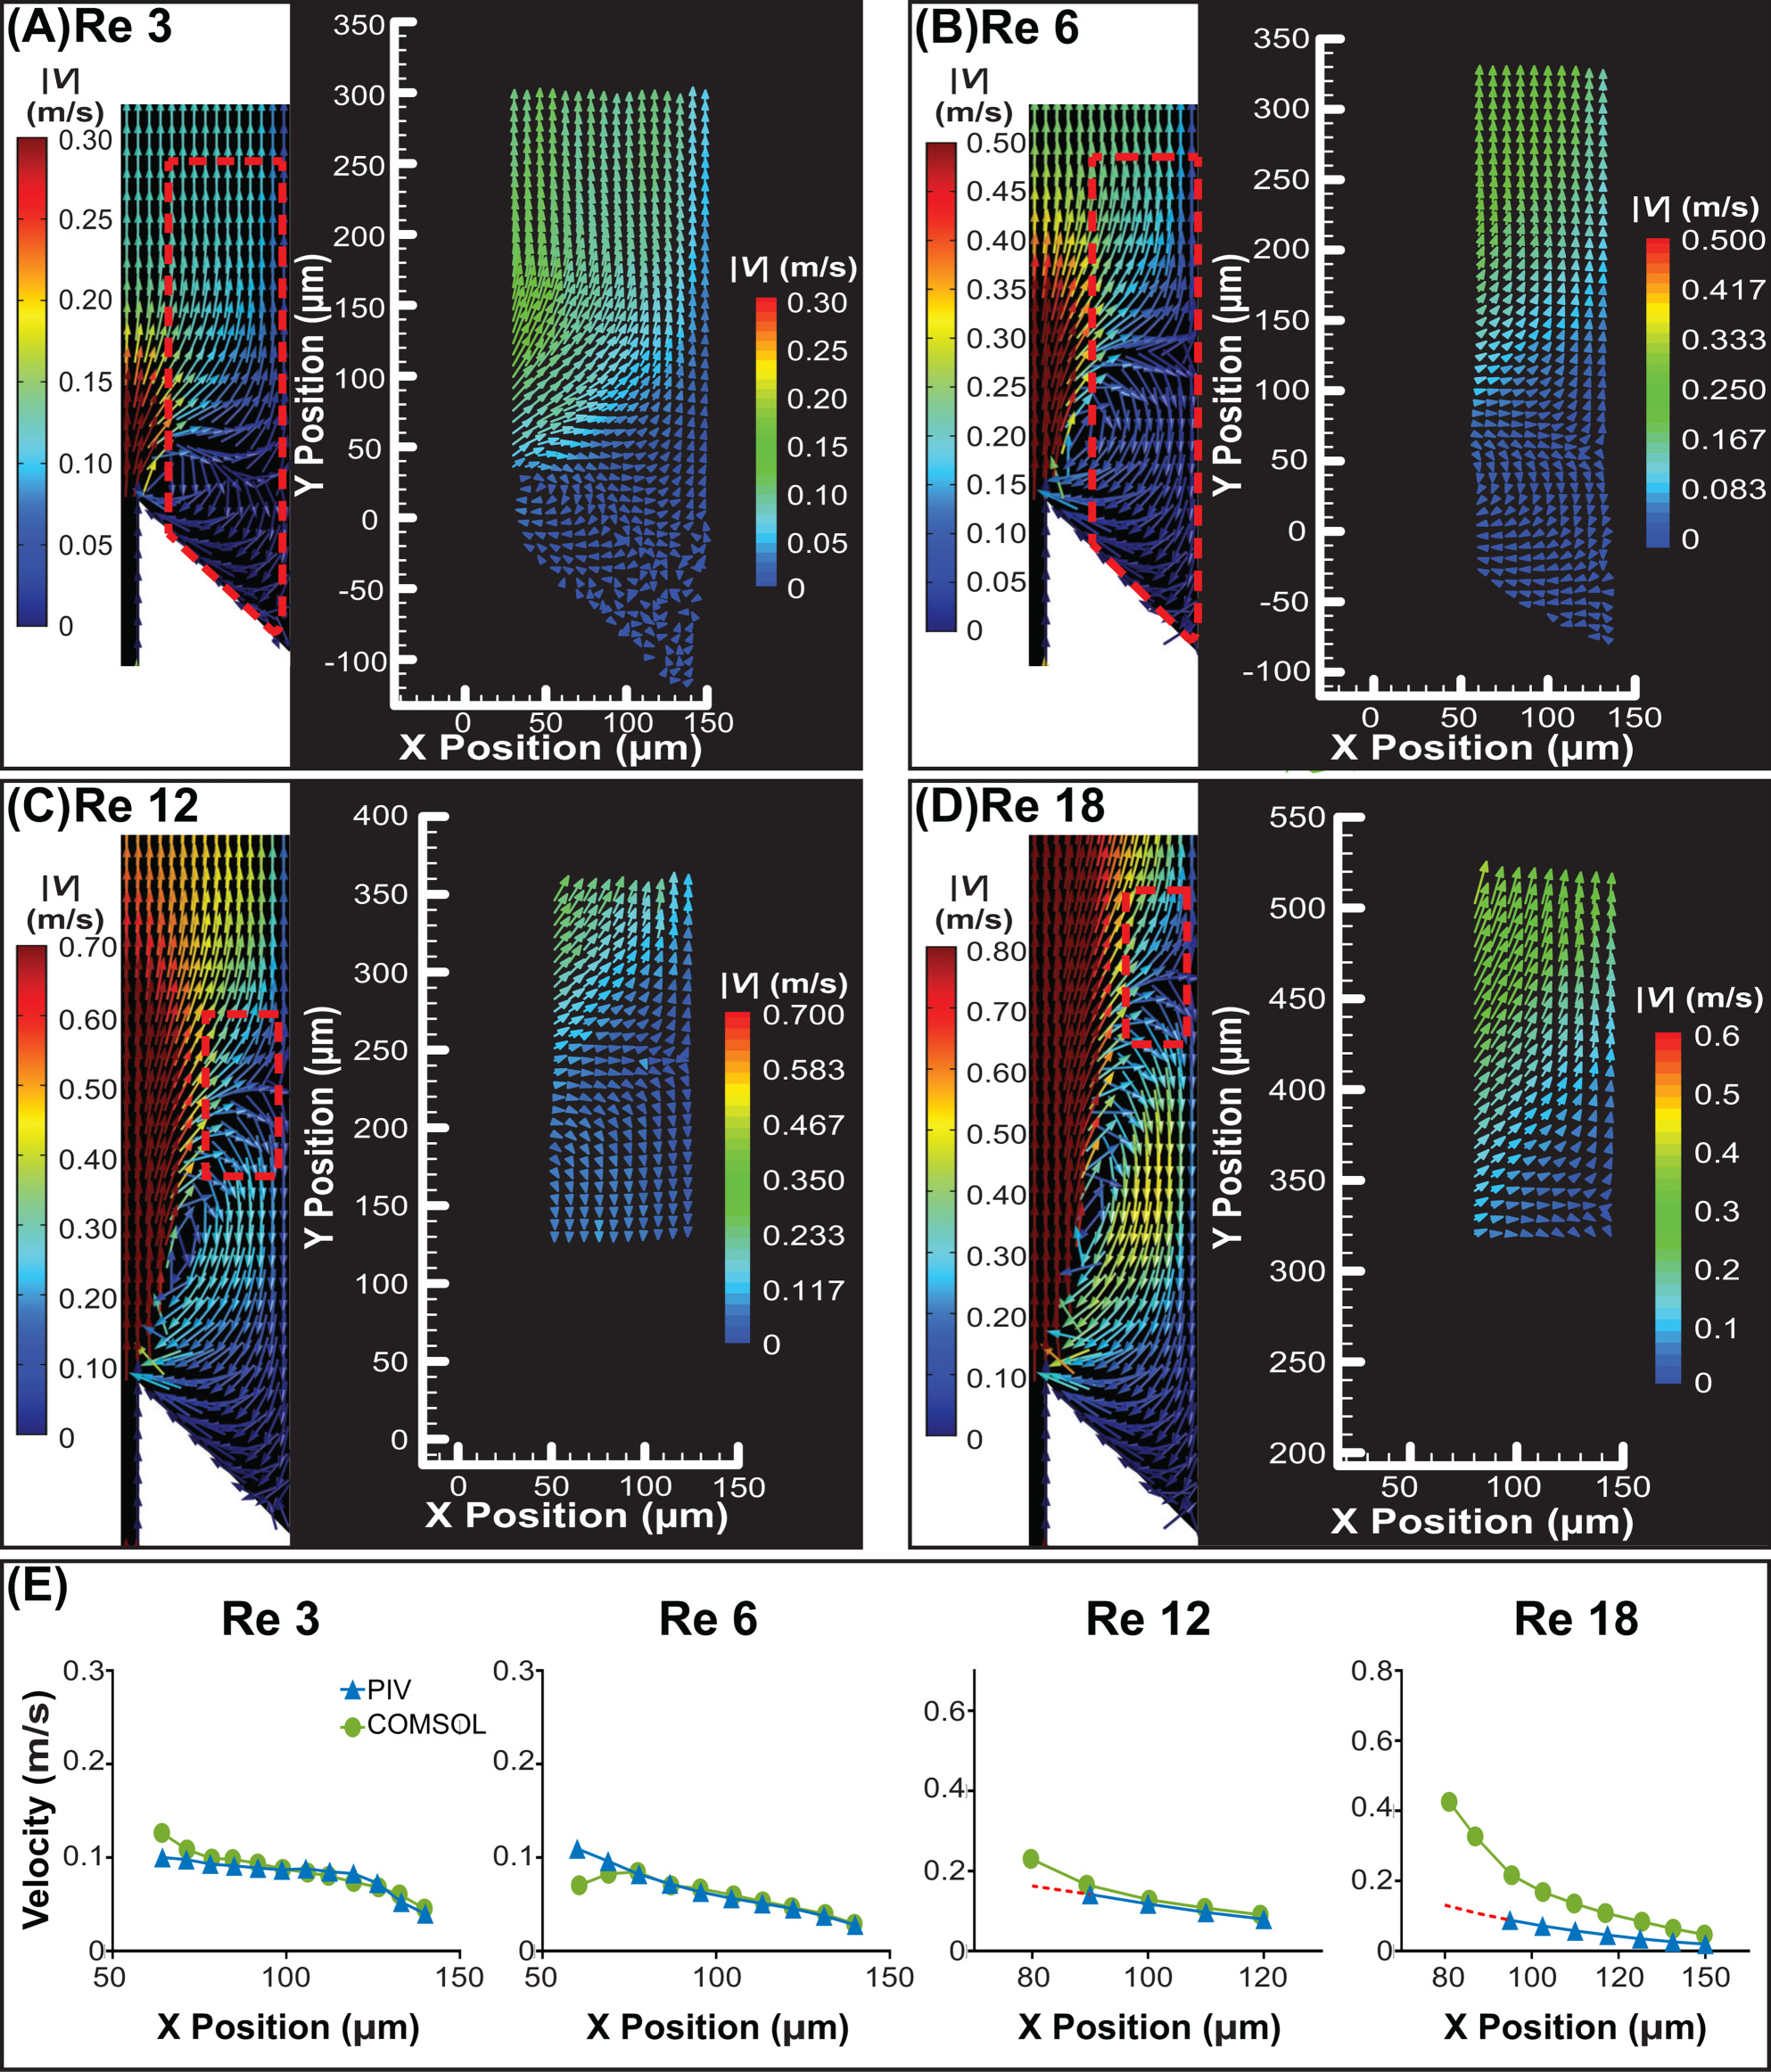 (A)Re 3
|V|
(m/s)
0.30
0.25
0.20
0.15
0.10
0.05
0
350
300
250
200
150
100
50
0
-50
-100
Y Position (µm)
0 50 100 150
X Position (µm)
|V| (m/s)
0.30
0.25
0.20
0.15
0.10
0.05
0
(B)Re 6
|V|
(m/s)
0.50
0.45
0.40
0.35
0.30
0.25
0.20
0.15
0.10
0.05
0
350
300
250
200
150
100
50
0
-50
-100
Y Position (µm)
0 50 100 150
X Position (µm)
|V| (m/s)
0.500
0.417
0.333
0.250
0.167
0.083
0
(C)Re 12
|V|
(m/s)
0.70
0.60
0.50
0.40
0.30
0.20
0.10
0
400
350
300
250
200
150
100
50
0
Y Position (µm)
0 50 100 150
X Position (µm)
|V| (m/s)
0.700
0.583
0.467
0.350
0.233
0.117
0
(D)Re 18
|V|
(m/s)
0.80
0.70
0.60
0.50
0.40
0.30
0.20
0.10
0
550
500
450
400
350
300
250
200
Y Position (µm)
50 100 150
X Position (µm)
|V| (m/s)
0.6
0.5
0.4
0.3
0.2
0.1
0
(E)
Re 3
Velocity (m/s)
0.3
0.2
0.1
0
50 100 150
X Position (µm)
PIV
COMSOL
Re 6
0.3
0.2
0.1
0
50 100 150
X Position (µm)
Re 12
0.6
0.4
0.2
0
80 100 120
X Position (µm)
Re 18
0.8
0.6
0.4
0.2
0
80 100 120 150
X Position (µm)